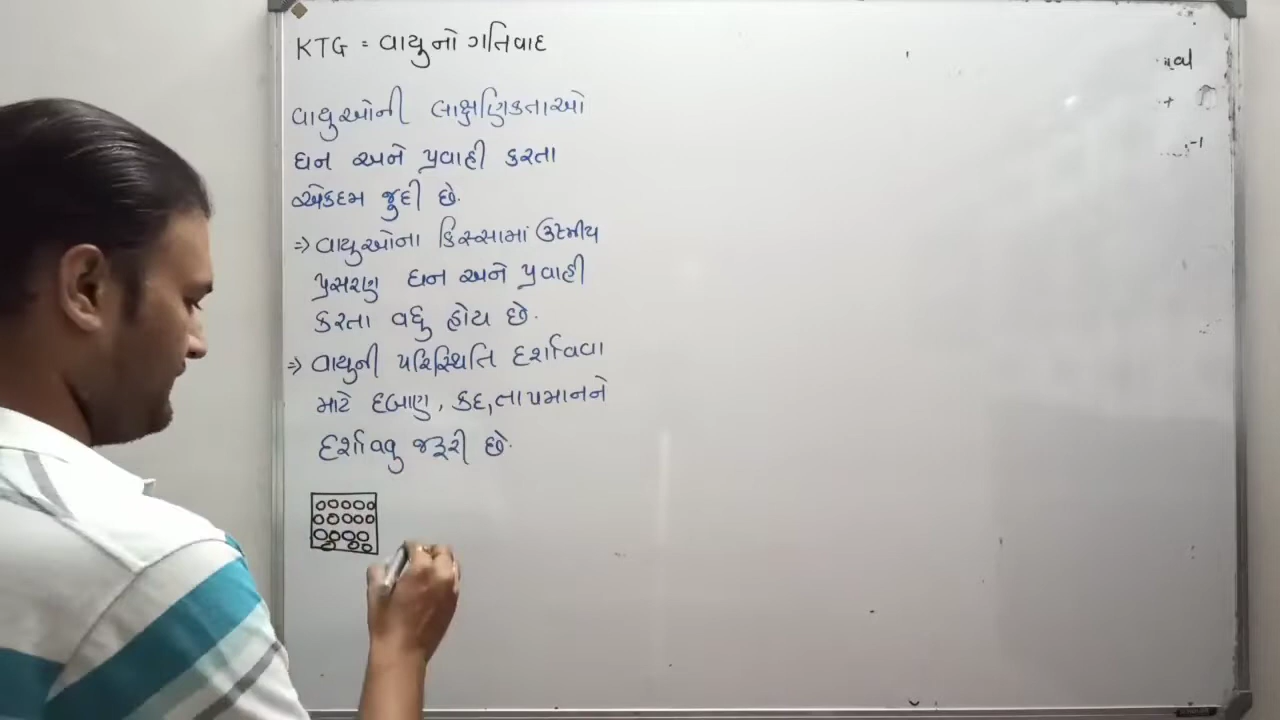 KTG = વાયુનો ગતિવાદ
વાયુઓની લાક્ષણિકતાઓ
ઘન અને પ્રવાહી કરતા
એકદમ જુદી છે.
⇒ વાયુઓના કિસ્સામાં ઉષ્મીય
પ્રસરણ ઘન અને પ્રવાહી
કરતા વધુ હોય છે.
⇒ વાયુની પરિસ્થિતિ દર્શાવવા
માટે દબાણ, કદ, તાપમાનને
દર્શાવવુ જરૂરી છે.
+
-1